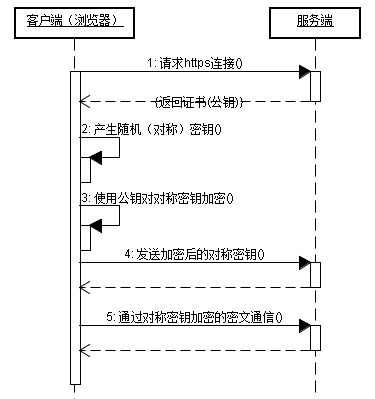 客户端（浏览器）
服务端
1: 请求https连接()
(返回证书(公钥))
2: 产生随机（对称）密钥()
3: 使用公钥对对称密钥加密()
4: 发送加密后的对称密钥()
5: 通过对称密钥加密的密文通信()